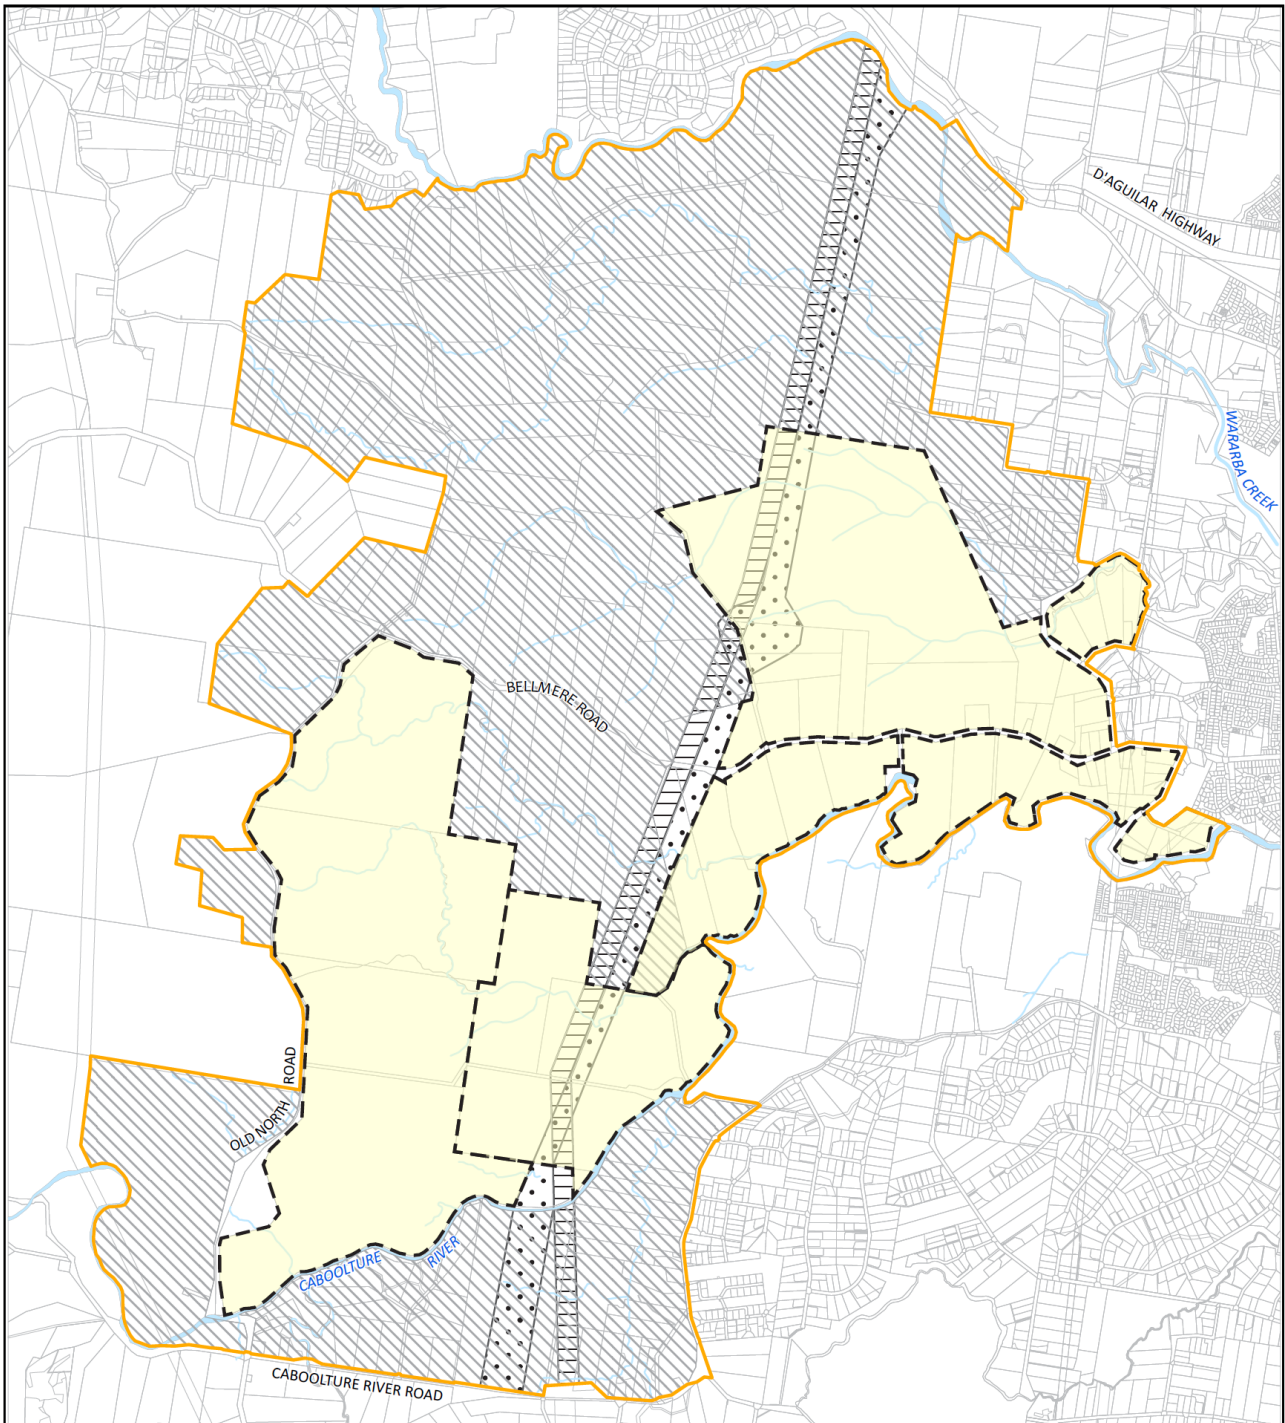 D'AGUILAR HIGHWAY
WARARBA CREEK
BELLMERE ROAD
OLD NORTH ROAD
CABOOLTURE RIVER
CABOOLTURE RIVER ROAD